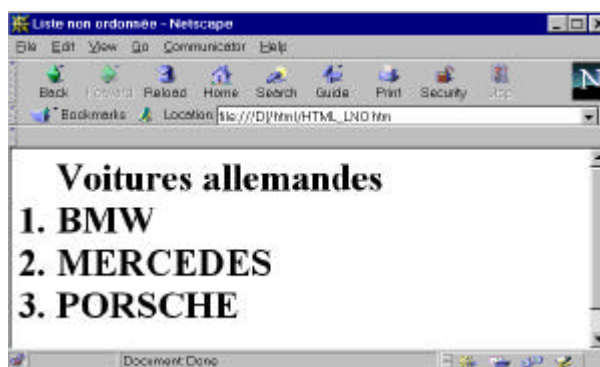 Liste non ordonnée - Netscape
File Edit View Go Communicator Help
Back Forward Reload Home Search Guide Print Security Stop
N
Bookmarks Location: file:///D|/html/HTML_LNO.htm
Voitures allemandes
1. BMW
2. MERCEDES
3. PORSCHE
Document: Done